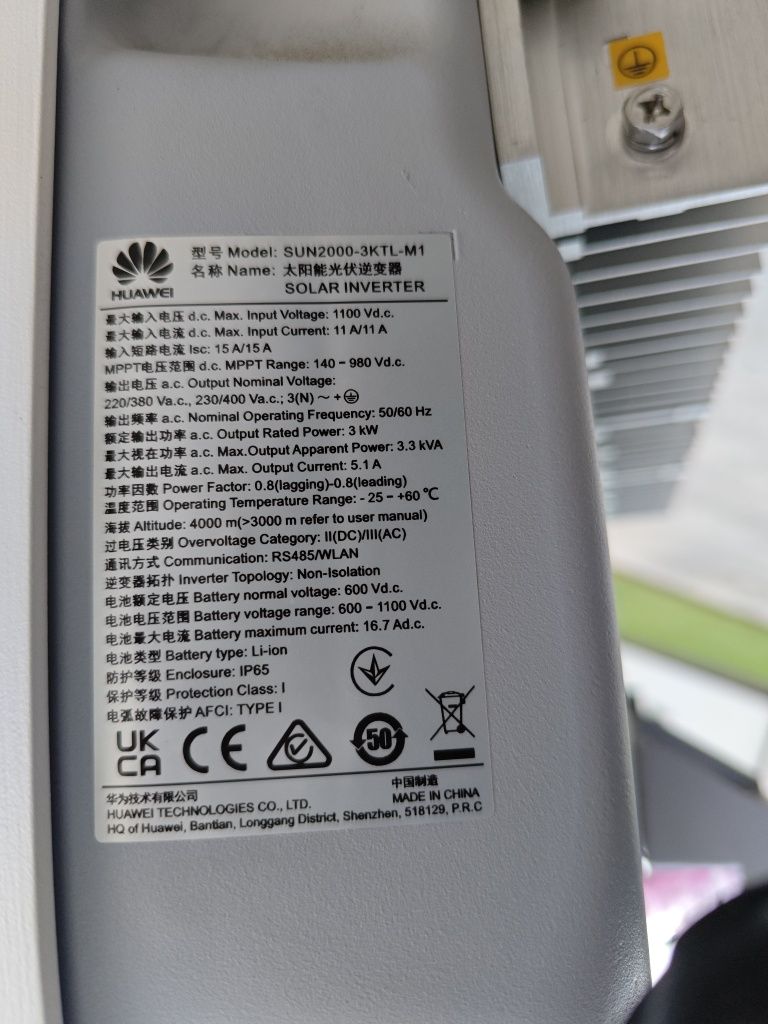 HUAWEI
型号 Model: SUN2000-3KTL-M1
名称 Name: 太阳能光伏逆变器
SOLAR INVERTER
最大输入电压 d.c. Max. Input Voltage: 1100 Vd.c.
最大输入电流 d.c. Max. Input Current: 11 A/11 A
输入短路电流 Isc: 15 A/15 A
MPPT电压范围 d.c. MPPT Range: 140 – 980 Vd.c.
输出电压 a.c. Output Nominal Voltage:
220/380 Va.c., 230/400 Va.c.; 3(N) ～ + ⏚
输出频率 a.c. Nominal Operating Frequency: 50/60 Hz
额定输出功率 a.c. Output Rated Power: 3 kW
最大视在功率 a.c. Max.Output Apparent Power: 3.3 kVA
最大输出电流 a.c. Max. Output Current: 5.1 A
功率因数 Power Factor: 0.8(lagging)-0.8(leading)
温度范围 Operating Temperature Range: - 25 – +60 ℃
海拔 Altitude: 4000 m(>3000 m refer to user manual)
过电压类别 Overvoltage Category: II(DC)/III(AC)
通讯方式 Communication: RS485/WLAN
逆变器拓扑 Inverter Topology: Non-Isolation
电池额定电压 Battery normal voltage: 600 Vd.c.
电池电压范围 Battery voltage range: 600 – 1100 Vd.c.
电池最大电流 Battery maximum current: 16.7 Ad.c.
电池类型 Battery type: Li-ion
防护等级 Enclosure: IP65
保护等级 Protection Class: I
电弧故障保护 AFCI: TYPE I
UK
CA
CE
50
华为技术有限公司
中国制造
HUAWEI TECHNOLOGIES CO., LTD.
MADE IN CHINA
HQ of Huawei, Bantian, Longgang District, Shenzhen, 518129, P.R.C